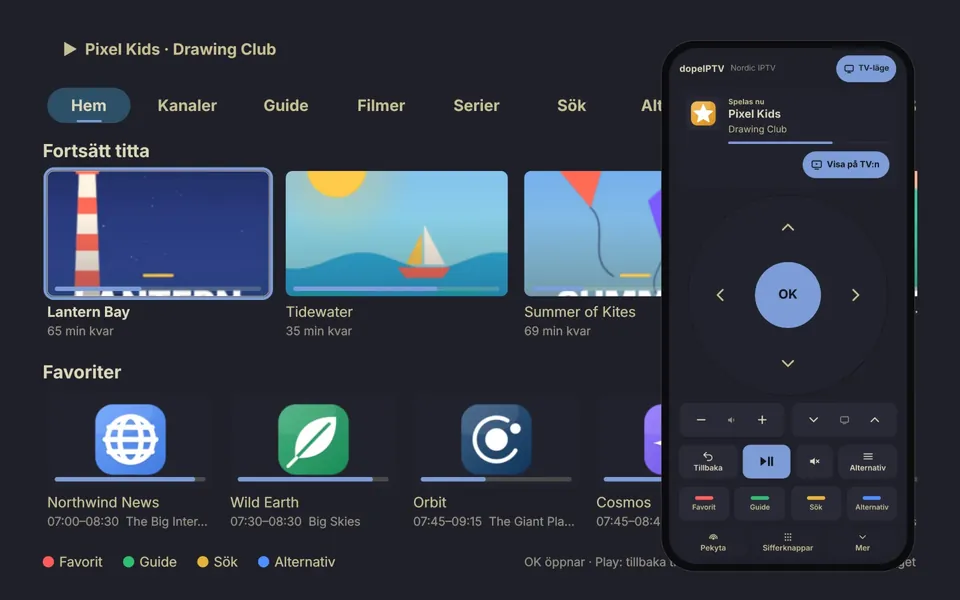 Pixel Kids · Drawing Club
Hem
Kanaler
Guide
Filmer
Serier
Sök
Fortsätt titta
LANTERN
Lantern Bay
65 min kvar
Tidewater
35 min kvar
Summer of Kites
69 min kvar
Favoriter
Northwind News
07:00–08:30 The Big Inter...
Wild Earth
07:30–08:30 Big Skies
Orbit
07:45–09:15 The Giant Pla...
Cosmos
Favorit
Guide
Sök
Alternativ
OK öppnar · Play: tillbaka
dopeIPTV
Nordic IPTV
TV-läge
Spelas nu
Pixel Kids
Drawing Club
Visa på TV:n
OK
Tillbaka
Alternativ
Favorit
Guide
Sök
Alternativ
Pekyta
Sifferknappar
Mer